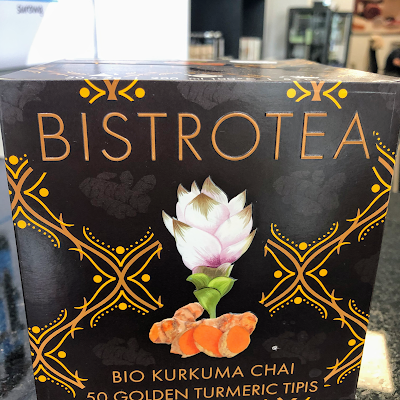 BISTROTEA
BIO KURKUMA CHAI
50 GOLDEN TURMERIC TIPIS